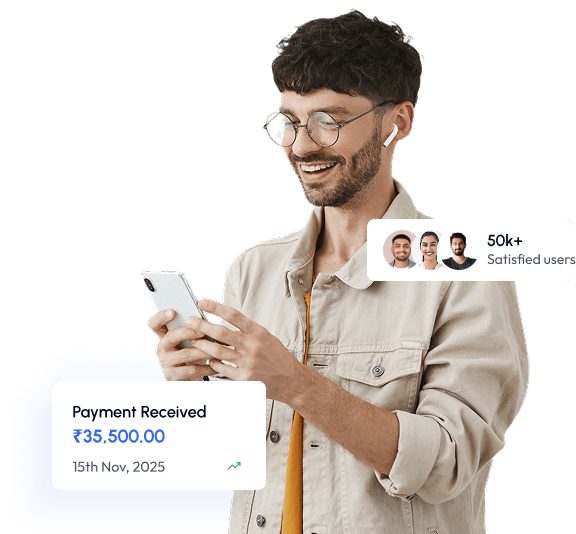 50k+
Satisfied users
Payment Received
₹35,500.00
15th Nov, 2025